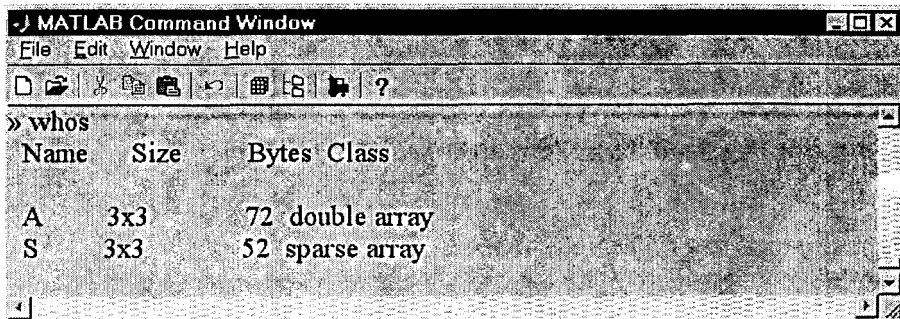 MATLAB Command Window
File Edit Window Help
?
» whos
Name Size Bytes Class
A 3x3 72 double array
S 3x3 52 sparse array